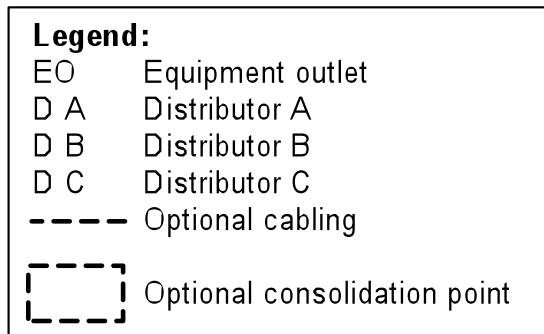 Legend:
EO Equipment outlet
D A Distributor A
D B Distributor B
D C Distributor C
Optional cabling
Optional consolidation point